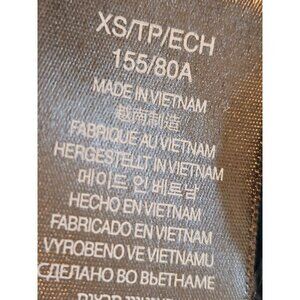 XS/TP/ECH
155/80A
MADE IN VIETNAM
越南制造
FABRIQUE AU VIETNAM
HERGESTELLT IN VIETNAM
메이드 인 베트남
HECHO EN VIETNAM
FABRICADO EN VIETNAM
VYROBENO VE VIETNAMU
СДЕЛАНО ВО ВЬЕТНАМЕ